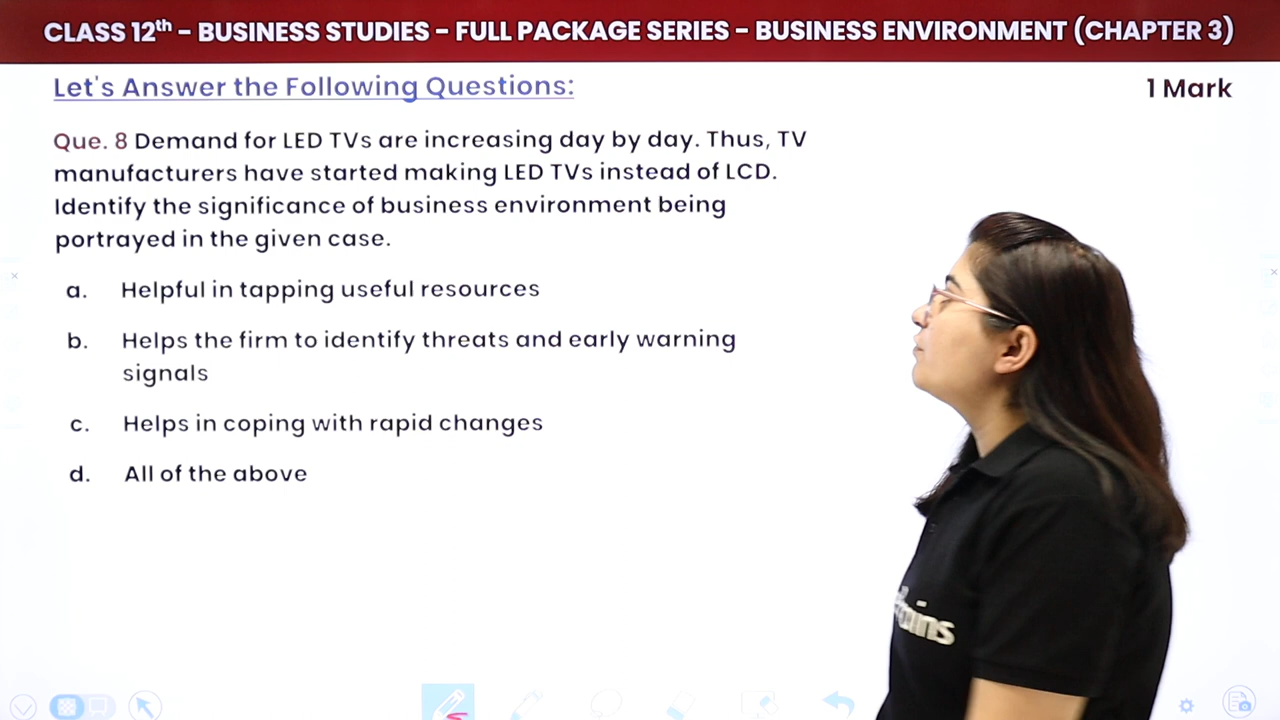 CLASS 12th – BUSINESS STUDIES – FULL PACKAGE SERIES – BUSINESS ENVIRONMENT (CHAPTER 3)
Let's Answer the Following Questions:
1 Mark
Que. 8 Demand for LED TVs are increasing day by day. Thus, TV
manufacturers have started making LED TVs instead of LCD.
Identify the significance of business environment being
portrayed in the given case.
a. Helpful in tapping useful resources
b. Helps the firm to identify threats and early warning
signals
c. Helps in coping with rapid changes
d. All of the above